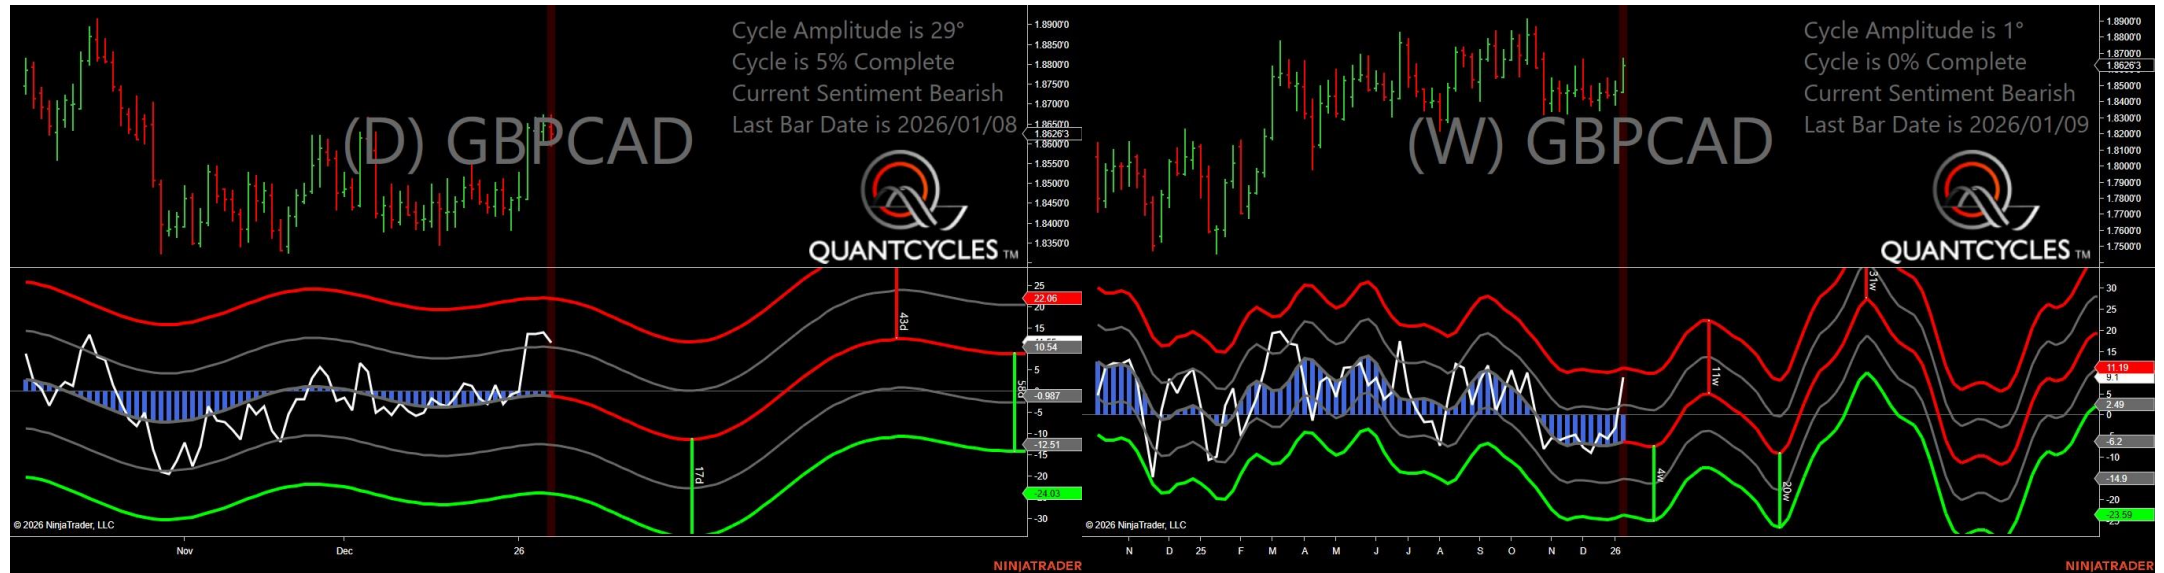 Cycle Amplitude is 29°
Cycle is 5% Complete
Current Sentiment Bearish
Last Bar Date is 2026/01/08
(D) GBPCAD
QUANTCYCLES TM
1.8900'0
1.8850'0
1.8800'0
1.8750'0
1.8700'0
1.8650'0
1.8626'3
1.8600'0
1.8550'0
1.8500'0
1.8450'0
1.8400'0
1.8350'0
25
22.06
20
15
10.54
5
-0.987
-5
-10
-12.51
-15
-20
-24.03
-30
43d
58d
17d
© 2026 NinjaTrader, LLC
Nov
Dec
26
NINJATRADER
Cycle Amplitude is 1°
Cycle is 0% Complete
Current Sentiment Bearish
Last Bar Date is 2026/01/09
(W) GBPCAD
QUANTCYCLES TM
1.8900'0
1.8800'0
1.8700'0
1.8626'3
1.8500'0
1.8400'0
1.8300'0
1.8200'0
1.8100'0
1.8000'0
1.7900'0
1.7800'0
1.7700'0
1.7600'0
1.7500'0
30
25
20
15
11.19
9.1
5
2.49
0
-6.2
-10
-14.9
-20
-23.59
31w
11w
4w
20w
© 2026 NinjaTrader, LLC
N
D
25
F
M
A
M
J
J
A
S
O
N
D
26
NINJATRADER